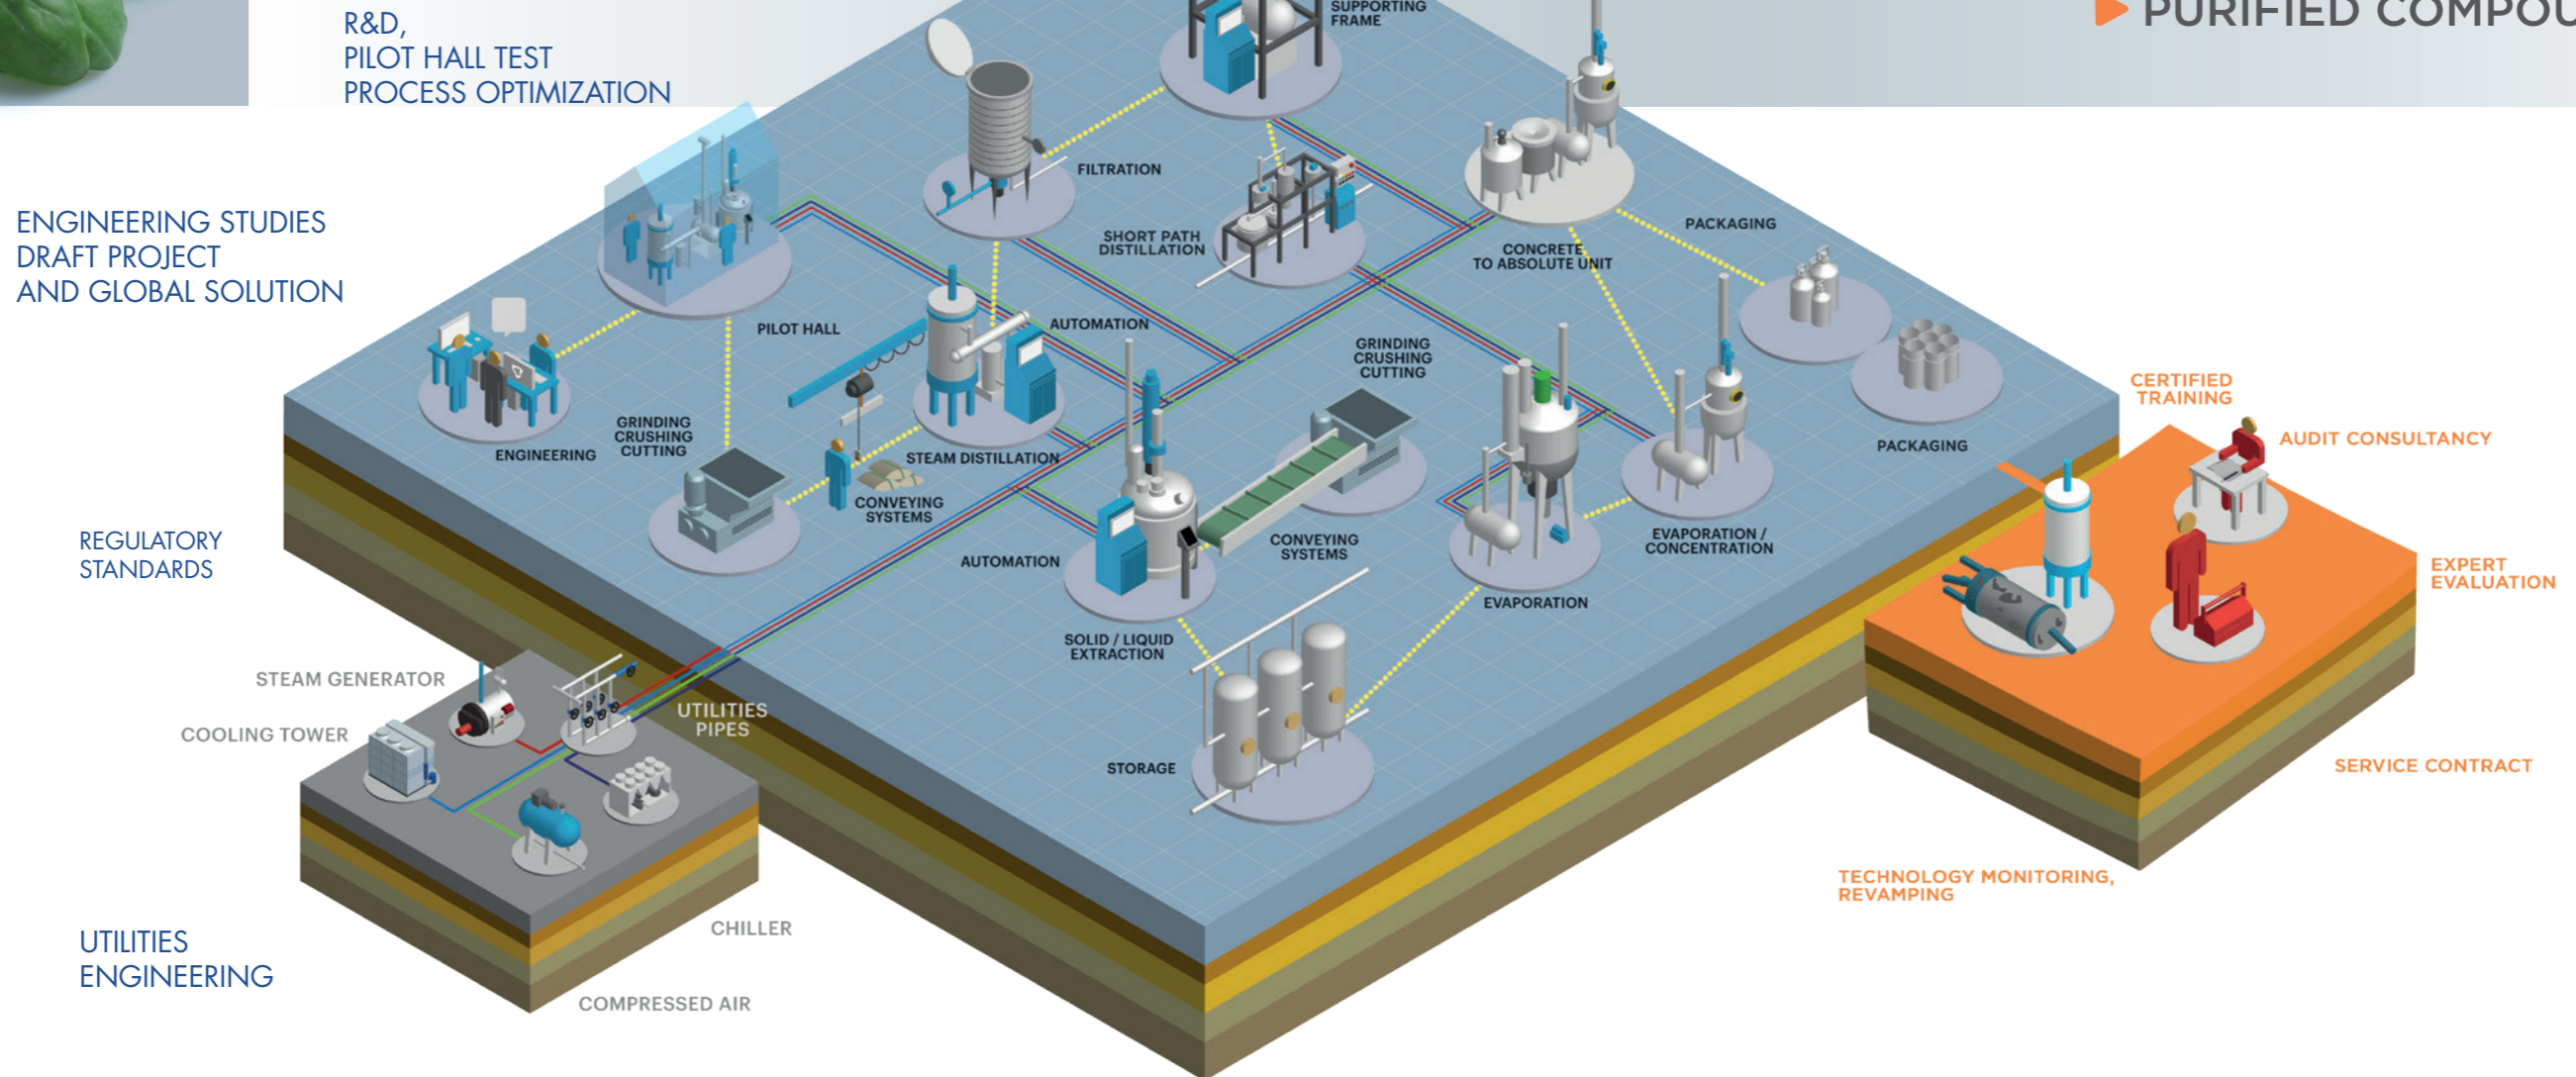 SUPPORTING
FRAME
R&D,
PILOT HALL TEST
PROCESS OPTIMIZATION
PURIFIED
FILTRATION
ENGINEERING STUDIES
DRAFT PROJECT
AND GLOBAL SOLUTION
SHORT PATH
DISTILLATION
CONCRETE
TO ABSOLUTE UNIT
PACKAGING
PILOT HALL
AUTOMATION
GRINDING
CRUSHING
CUTTING
CERTIFIED
TRAINING
GRINDING
CRUSHING
CUTTING
ENGINEERING
STEAM DISTILLATION
PACKAGING
AUDIT CONSULTANCY
CONVEYING
SYSTEMS
REGULATORY
STANDARDS
AUTOMATION
CONVEYING
SYSTEMS
EVAPORATION /
CONCENTRATION
EXPERT
EVALUATION
EVAPORATION
SOLID / LIQUID
EXTRACTION
STEAM GENERATOR
UTILITIES
PIPES
COOLING TOWER
STORAGE
SERVICE CONTRACT
TECHNOLOGY MONITORING,
REVAMPING
CHILLER
UTILITIES
ENGINEERING
COMPRESSED AIR